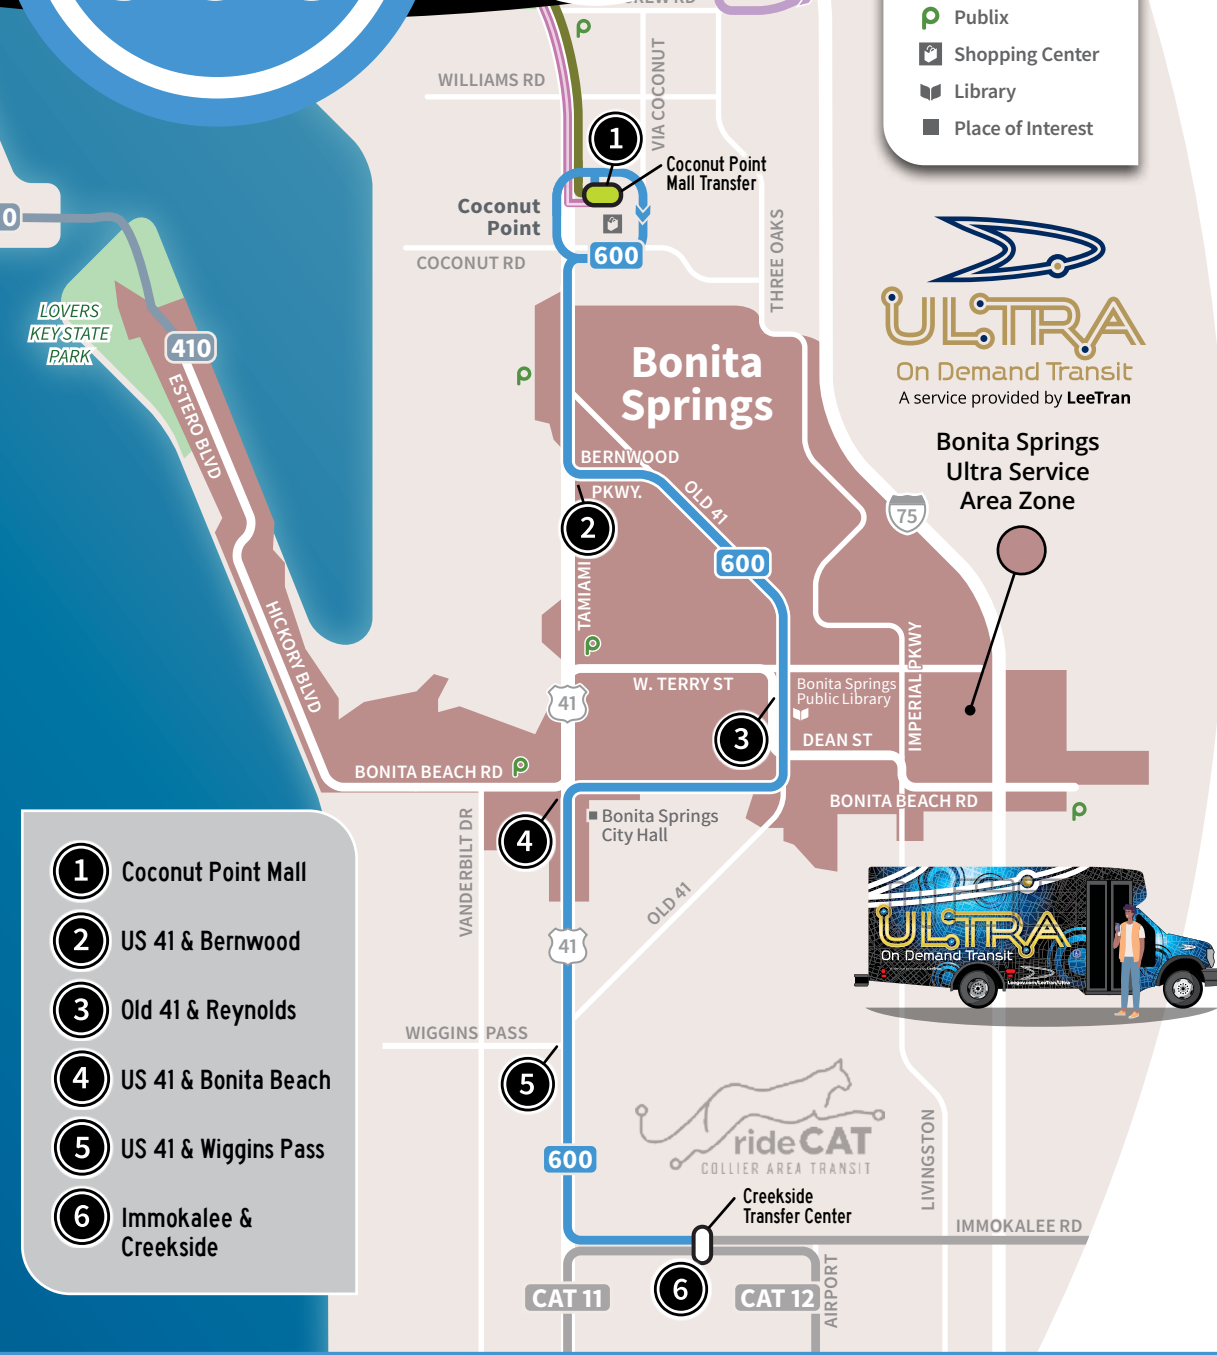 Publix
Shopping Center
Library
Place of Interest
WILLIAMS RD
VIA COCONUT
1
Coconut Point
Mall Transfer
Coconut
Point
600
COCONUT RD
THREE OAKS
0
LOVERS
KEY STATE
PARK
410
ESTERO BLVD
HICKORY BLVD
ULTRA
On Demand Transit
A service provided by LeeTran
Bonita Springs
Ultra Service
Area Zone
Bonita
Springs
BERNWOOD
PKWY.
OLD 41
2
600
75
TAMIAMI
W. TERRY ST
41
Bonita Springs
Public Library
IMPERIAL PKWY
3
DEAN ST
BONITA BEACH RD
BONITA BEACH RD
4
Bonita Springs
City Hall
VANDERBILT DR
OLD 41
41
ULTRA
On Demand Transit
WIGGINS PASS
5
600
rideCAT
COLLIER AREA TRANSIT
LIVINGSTON
Creekside
Transfer Center
IMMOKALEE RD
CAT 11
6
CAT 12
AIRPORT
1 Coconut Point Mall
2 US 41 & Bernwood
3 Old 41 & Reynolds
4 US 41 & Bonita Beach
5 US 41 & Wiggins Pass
6 Immokalee &
Creekside